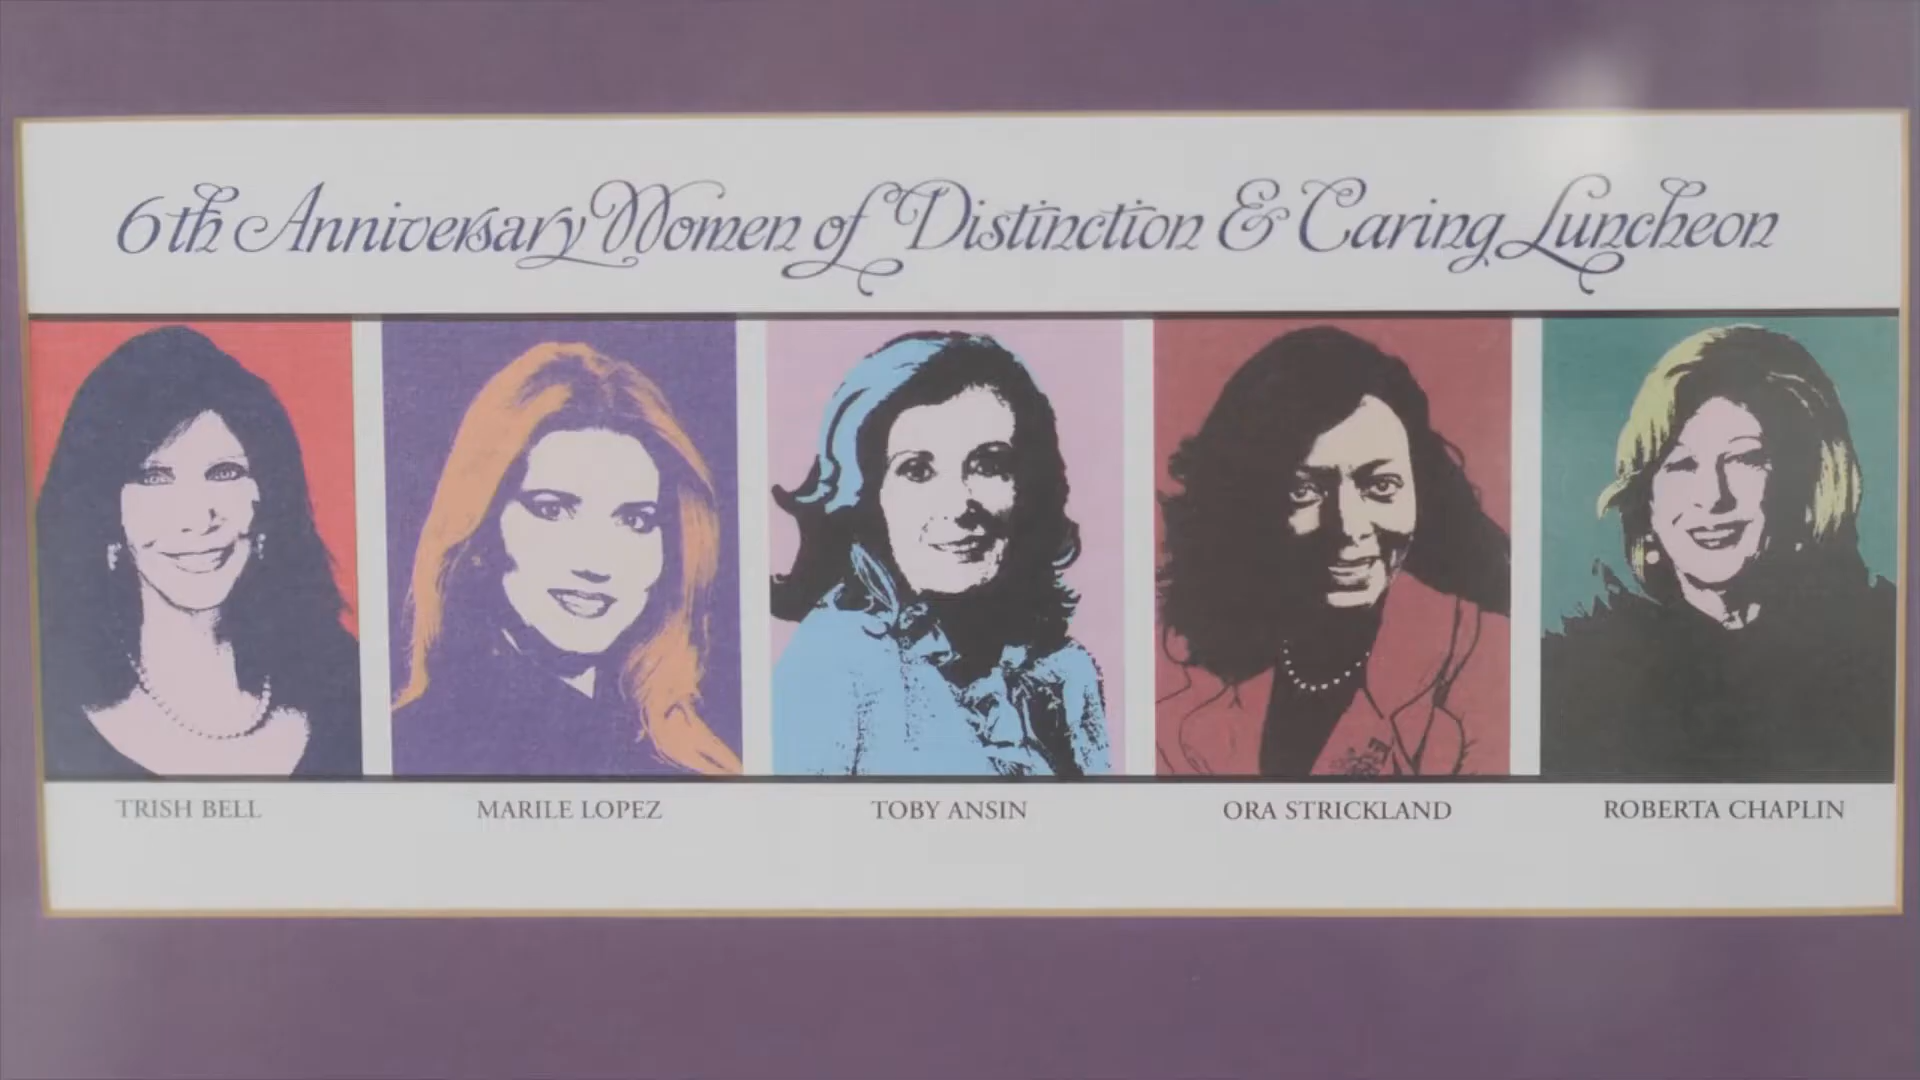 6th Anniversary Women of Distinction & Caring Luncheon
TRISH BELL
MARILE LOPEZ
TOBY ANSIN
ORA STRICKLAND
ROBERTA CHAPLIN